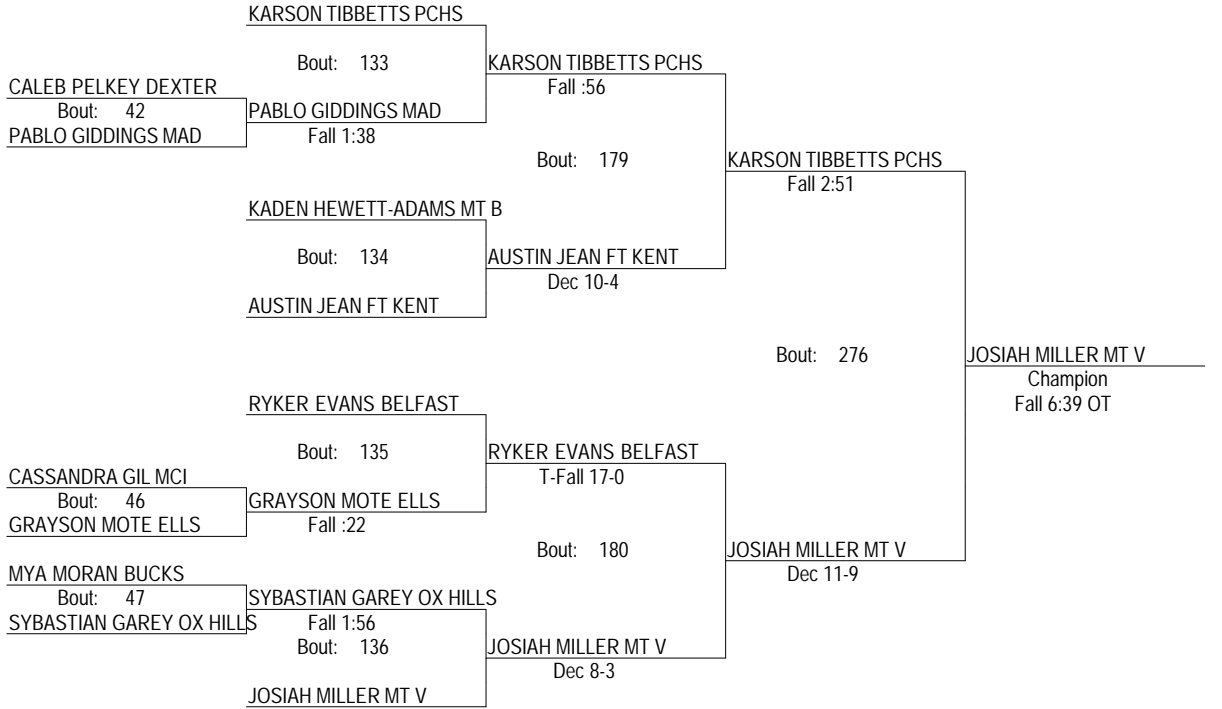 KARSON TIBBETTS PCHS
Bout: 133
KARSON TIBBETTS PCHS
Fall :56
CALEB PELKEY DEXTER
Bout: 42
PABLO GIDDINGS MAD
PABLO GIDDINGS MAD
Fall 1:38
Bout: 179
KARSON TIBBETTS PCHS
Fall 2:51
KADEN HEWETT-ADAMS MT B
Bout: 134
AUSTIN JEAN FT KENT
Dec 10-4
AUSTIN JEAN FT KENT
Bout: 276
JOSIAH MILLER MT V
Champion
Fall 6:39 OT
RYKER EVANS BELFAST
Bout: 135
RYKER EVANS BELFAST
T-Fall 17-0
CASSANDRA GIL MCI
Bout: 46
GRAYSON MOTE ELLS
GRAYSON MOTE ELLS
Fall :22
Bout: 180
JOSIAH MILLER MT V
Dec 11-9
MYA MORAN BUCKS
Bout: 47
SYBASTIAN GAREY OX HILLS
SYBASTIAN GAREY OX HILLS
Fall 1:56
Bout: 136
JOSIAH MILLER MT V
Dec 8-3
JOSIAH MILLER MT V